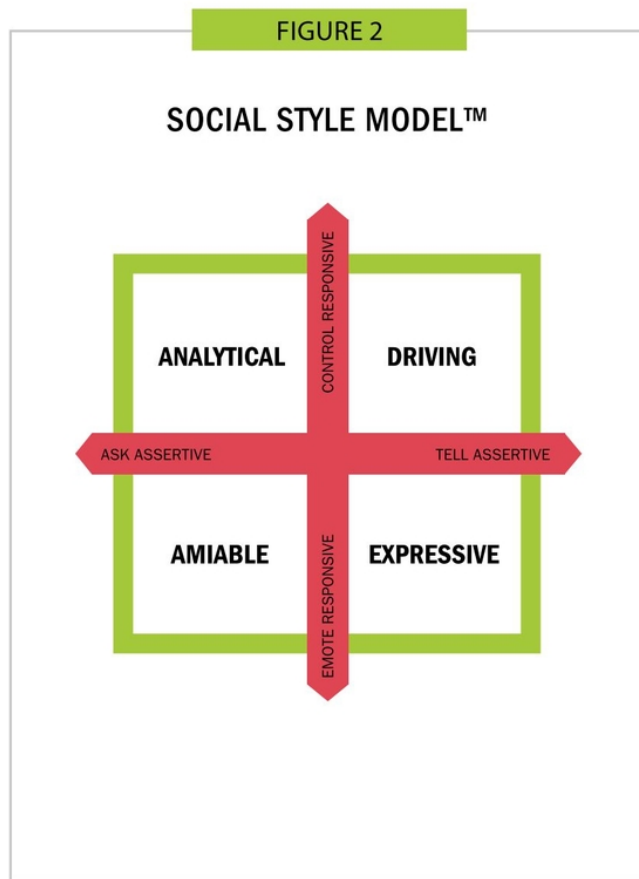 FIGURE 2
SOCIAL STYLE MODEL™
CONTROL RESPONSIVE
ANALYTICAL
DRIVING
ASK ASSERTIVE
TELL ASSERTIVE
AMIABLE
EXPRESSIVE
EMOTE RESPONSIVE